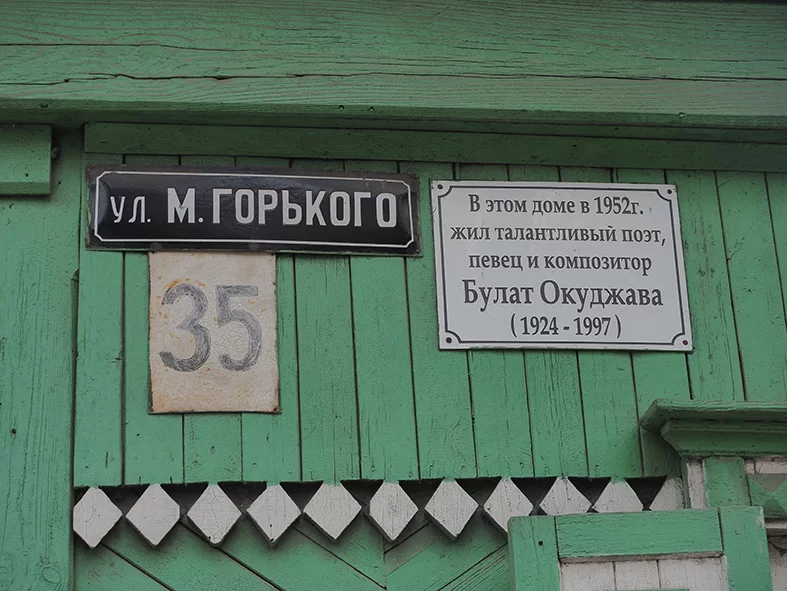 ул. М. ГОРЬКОГО
35
В этом доме в 1952г.
жил талантливый поэт,
певец и композитор
Булат Окуджава
(1924 - 1997)